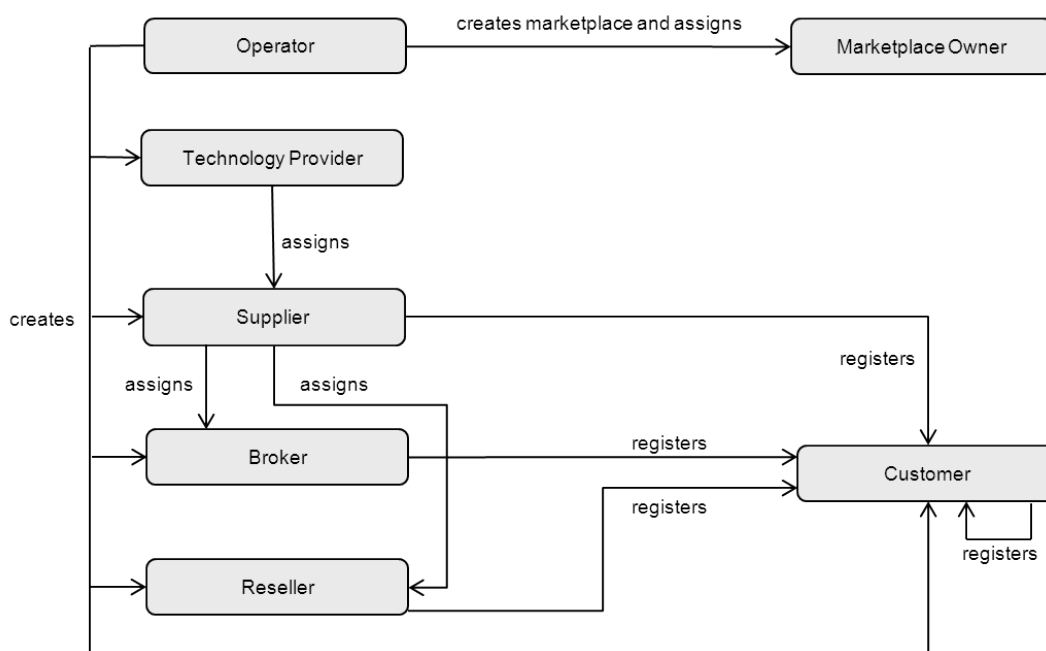 creates marketplace and assigns
Operator
Marketplace Owner
Technology Provider
assigns
Supplier
creates
registers
assigns
assigns
registers
Broker
Customer
registers
registers
Reseller